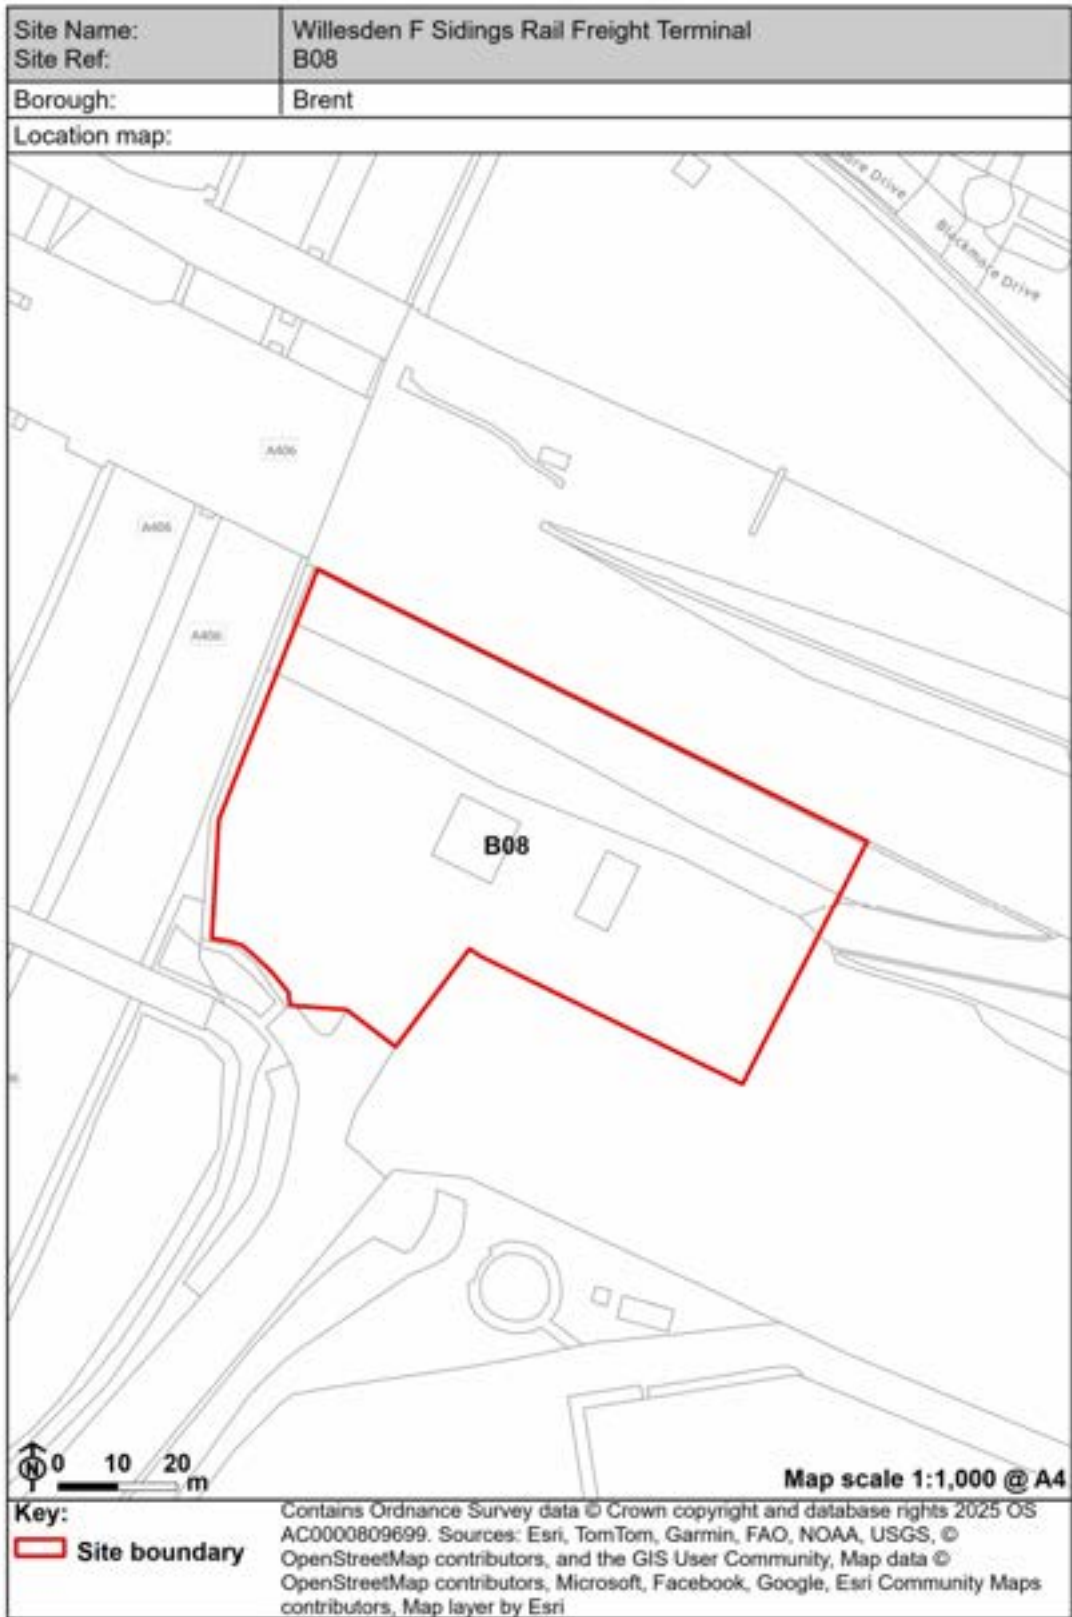 Site Name: Willesden F Sidings Rail Freight Terminal
Site Ref: B08
Borough: Brent
Location map:
Drive
Blackmore Drive
A406
A406
A406
B08
N 0 10 20 m
Map scale 1:1,000 @ A4
Key:
Site boundary
Contains Ordnance Survey data © Crown copyright and database rights 2025 OS
AC0000809699. Sources: Esri, TomTom, Garmin, FAO, NOAA, USGS, ©
OpenStreetMap contributors, and the GIS User Community, Map data ©
OpenStreetMap contributors, Microsoft, Facebook, Google, Esri Community Maps
contributors, Map layer by Esri